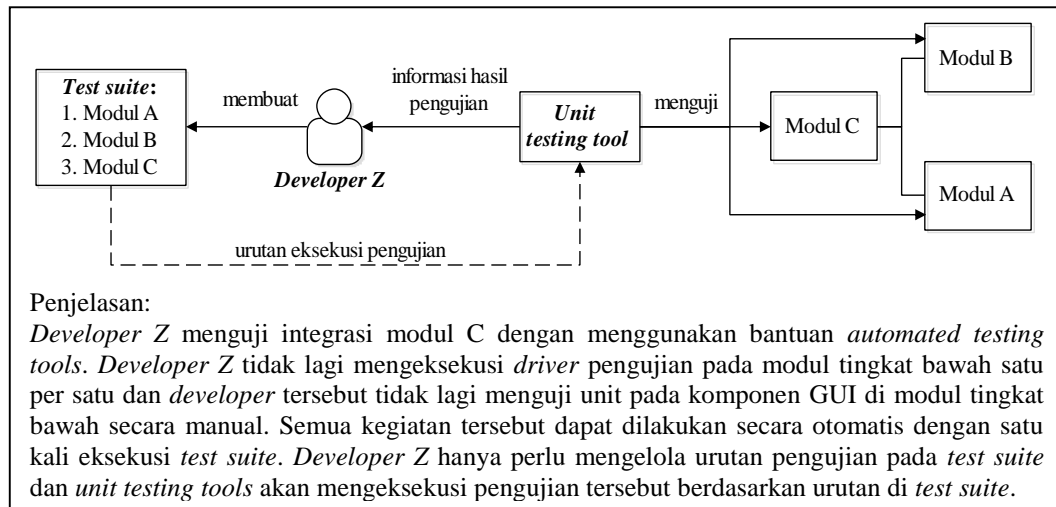 Test suite:
1. Modul A
2. Modul B
3. Modul C
membuat
Developer Z
informasi hasil
pengujian
Unit
testing tool
menguji
Modul C
Modul B
Modul A
urutan eksekusi pengujian
Penjelasan:
Developer Z menguji integrasi modul C dengan menggunakan bantuan automated testing
tools. Developer Z tidak lagi mengeksekusi driver pengujian pada modul tingkat bawah satu
per satu dan developer tersebut tidak lagi menguji unit pada komponen GUI di modul tingkat
bawah secara manual. Semua kegiatan tersebut dapat dilakukan secara otomatis dengan satu
kali eksekusi test suite. Developer Z hanya perlu mengelola urutan pengujian pada test suite
dan unit testing tools akan mengeksekusi pengujian tersebut berdasarkan urutan di test suite.